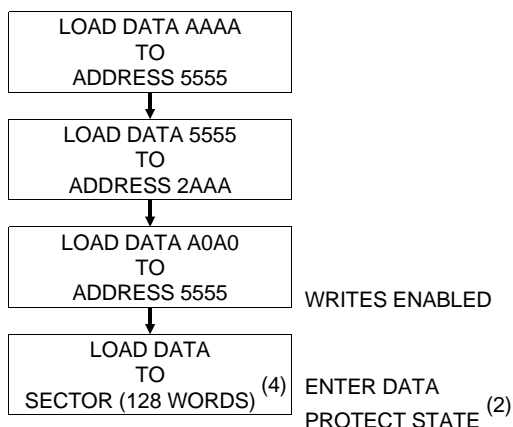 LOAD DATA AAAA
TO
ADDRESS 5555
LOAD DATA 5555
TO
ADDRESS 2AAA
LOAD DATA A0A0
TO
ADDRESS 5555
WRITES ENABLED
LOAD DATA
TO
SECTOR (128 WORDS) (4)
ENTER DATA
PROTECT STATE (2)